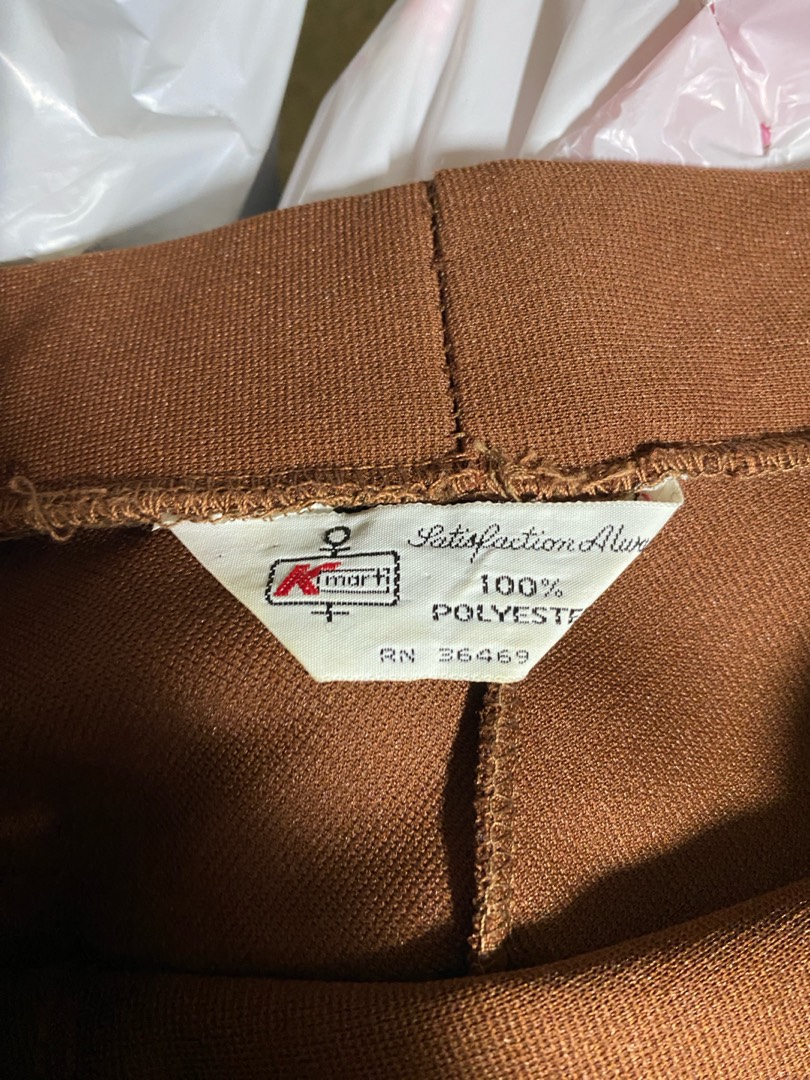 Kmart
Satisfaction Alwa
100%
POLYESTE
RN 36469